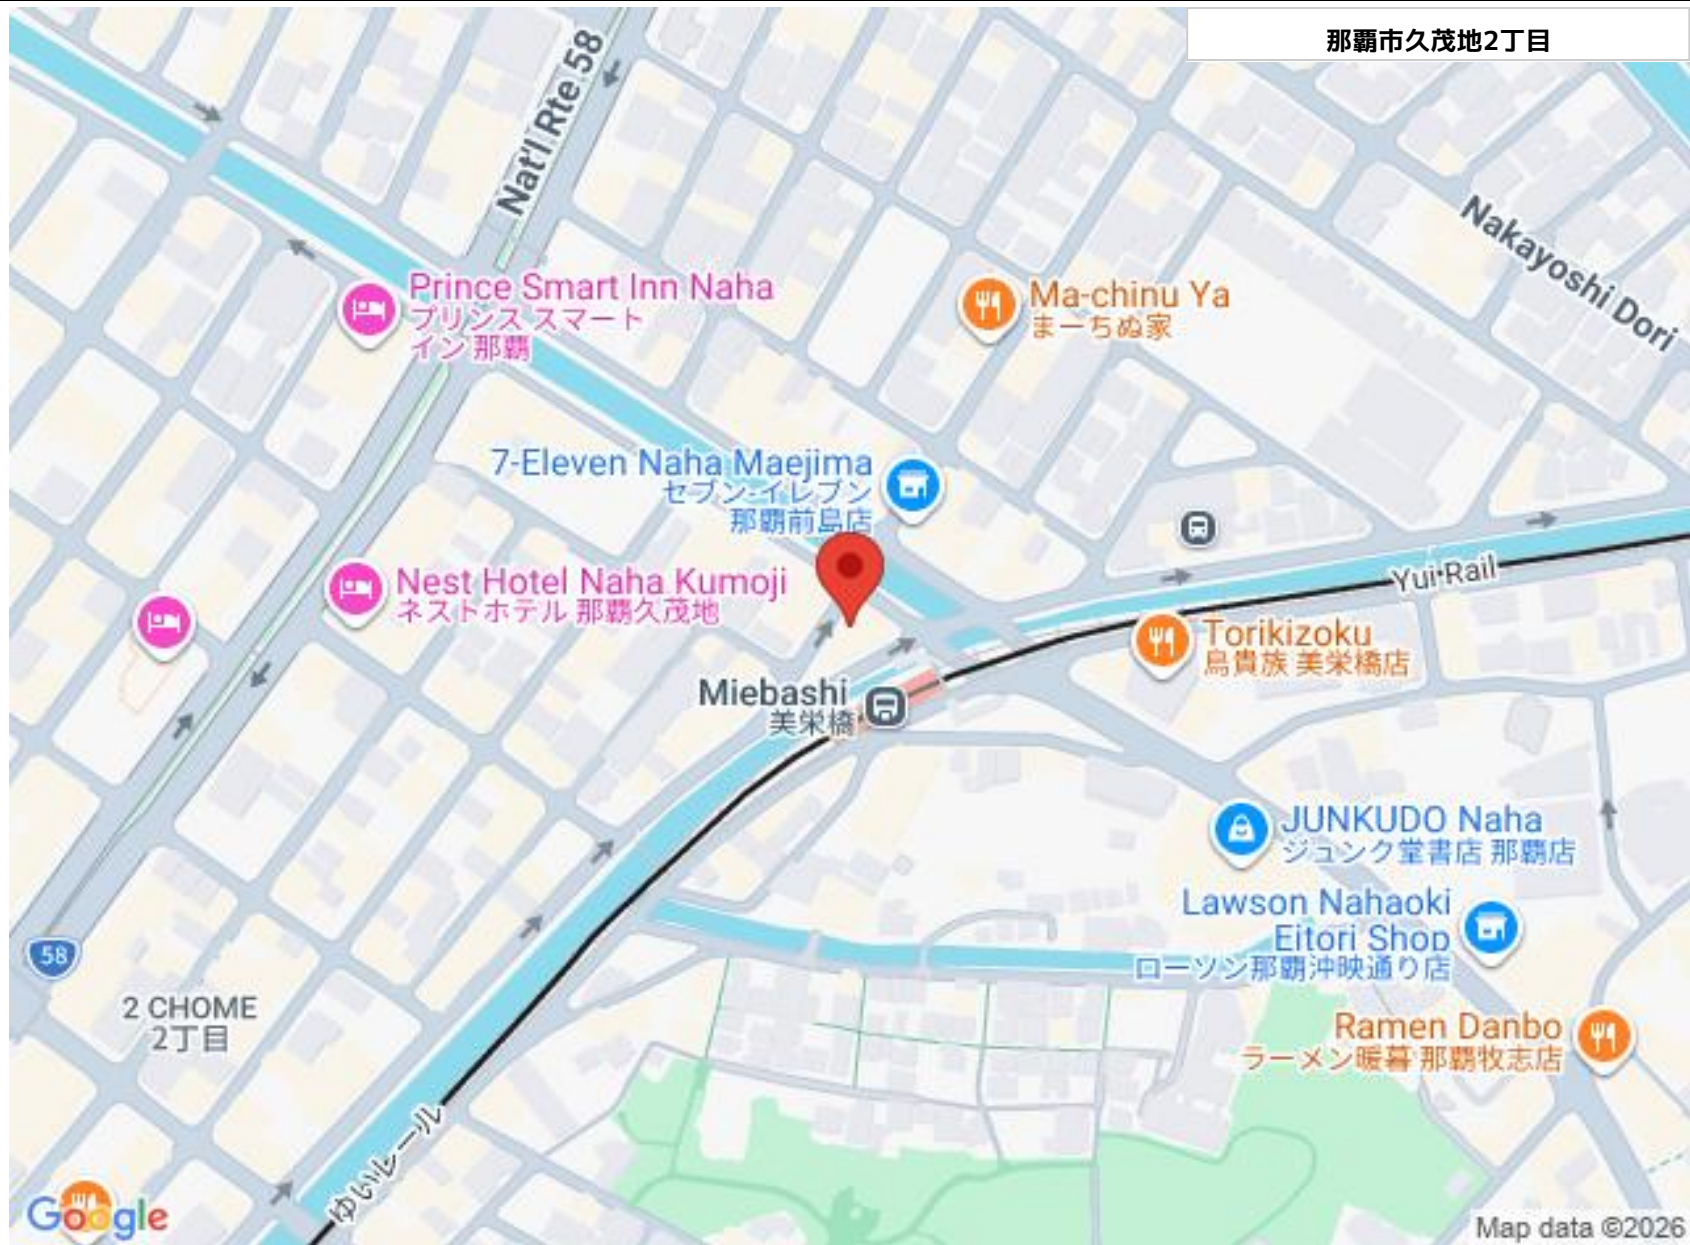 那覇市久茂地2丁目
Nat'l Rte 58
Nakayoshi Dori
Prince Smart Inn Naha
プリンス スマート
イン 那覇
Ma-chinu Ya
まーちぬ家
7-Eleven Naha Maejima
セブン-イレブン
那覇前島店
Nest Hotel Naha Kumoji
ネストホテル 那覇久茂地
Yui Rail
Torikizoku
鳥貴族 美栄橋店
Miebashi
美栄橋
JUNKUDO Naha
ジュンク堂書店 那覇店
Lawson Nahaoki
Eitori Shop
ローソン那覇沖映通り店
58
2 CHOME
2丁目
Ramen Danbo
ラーメン暖暮 那覇牧志店
ゆいレール
Google
Map data ©2026